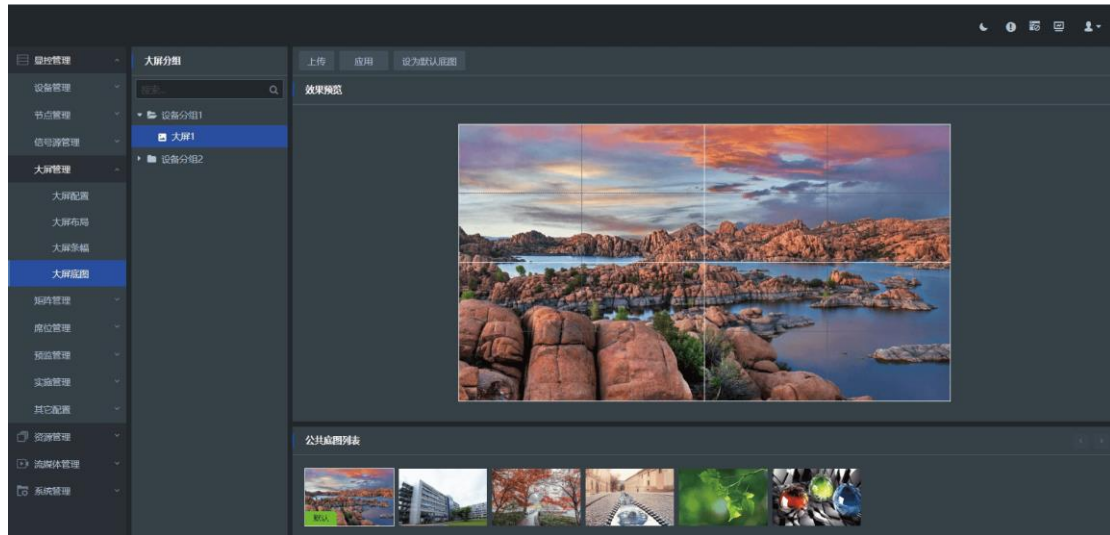 显控管理
设备管理
节点管理
信号源管理
大屏管理
大屏配置
大屏布局
大屏条幅
大屏底图
矩阵管理
席位管理
预监管理
实施管理
其它配置
资源管理
流媒体管理
系统管理
大屏分组
搜索...
设备分组1
大屏1
设备分组2
上传 应用 设为默认底图
效果预览
公共底图列表
默认